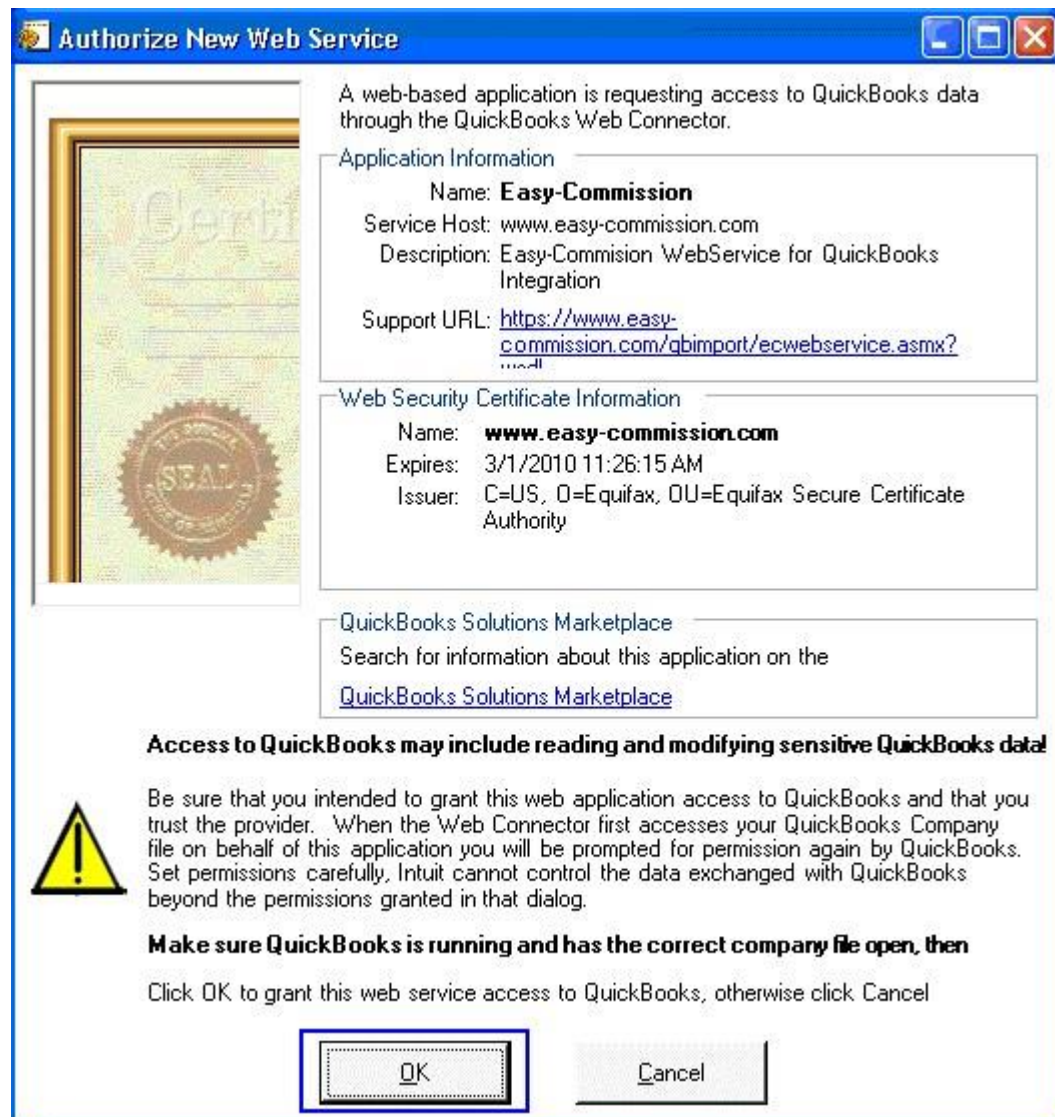 Authorize New Web Service
A web-based application is requesting access to QuickBooks data
through the QuickBooks Web Connector.
Application Information
Name: Easy-Commission
Service Host: www.easy-commission.com
Description: Easy-Commision WebService for QuickBooks
Integration
Support URL: https://www.easy-
commission.com/qbimport/ecwebservice.asmx?
Web Security Certificate Information
Name: www.easy-commission.com
Expires: 3/1/2010 11:26:15 AM
Issuer: C=US, O=Equifax, OU=Equifax Secure Certificate
Authority
Certi
SEAL
QuickBooks Solutions Marketplace
Search for information about this application on the
QuickBooks Solutions Marketplace
Access to QuickBooks may include reading and modifying sensitive QuickBooks data!
Be sure that you intended to grant this web application access to QuickBooks and that you
trust the provider. When the Web Connector first accesses your QuickBooks Company
file on behalf of this application you will be prompted for permission again by QuickBooks.
Set permissions carefully, Intuit cannot control the data exchanged with QuickBooks
beyond the permissions granted in that dialog.
Make sure QuickBooks is running and has the correct company file open, then
Click OK to grant this web service access to QuickBooks, otherwise click Cancel
OK
Cancel